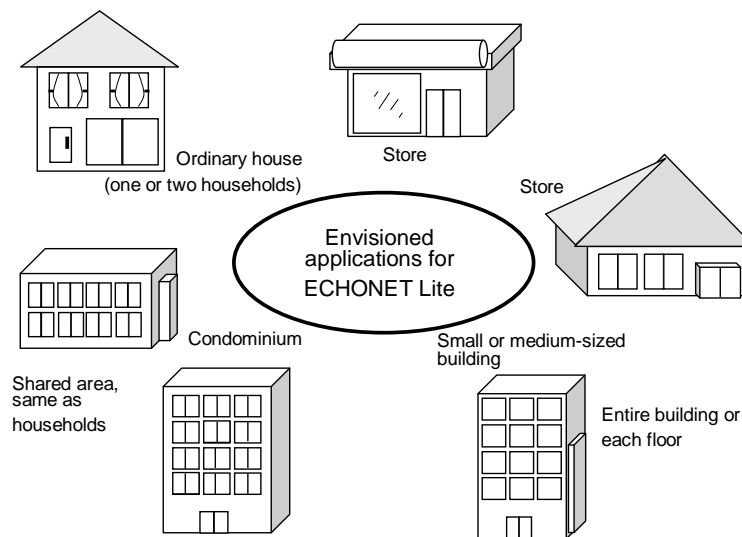 Ordinary house
(one or two households)
Store
Store
Envisioned
applications for
ECHONET Lite
Condominium
Small or medium-sized
building
Shared area,
same as
households
Entire building or
each floor